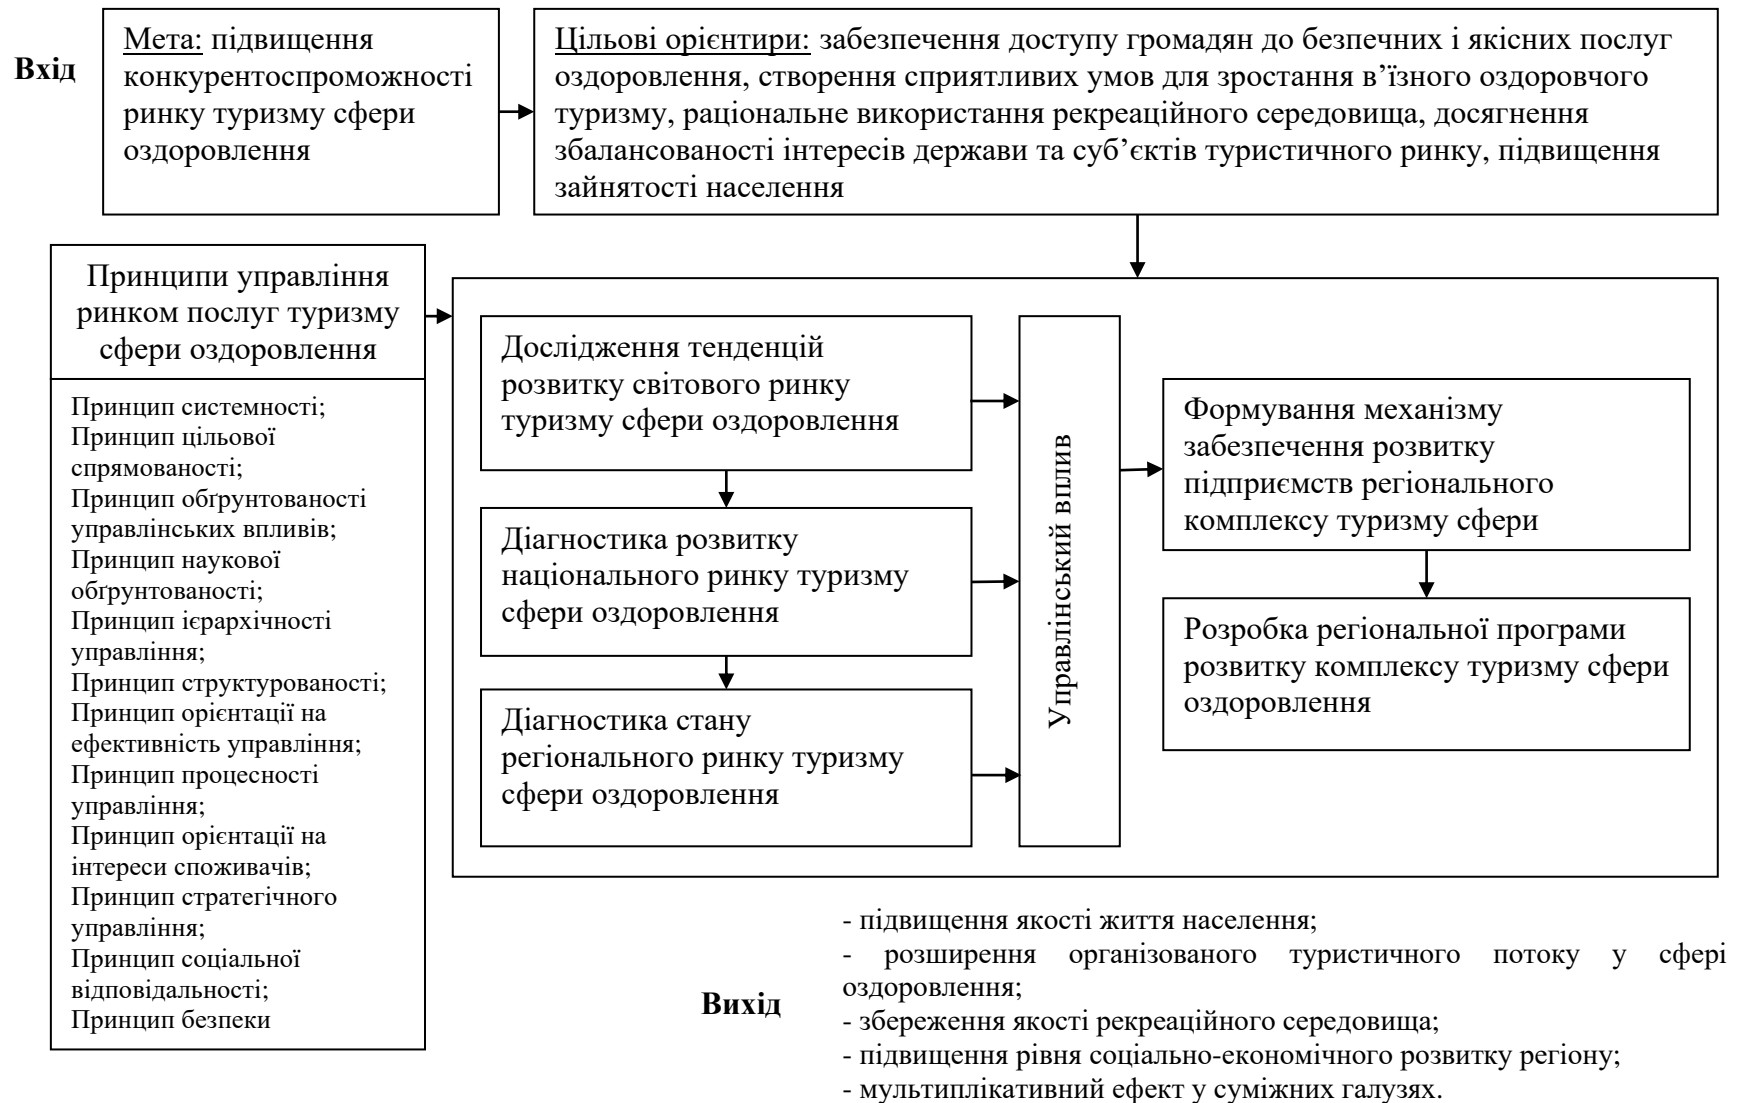 Вхід
Мета: підвищення
конкурентоспроможності
ринку туризму сфери
оздоровлення
Цільові орієнтири: забезпечення доступу громадян до безпечних і якісних послуг
оздоровлення, створення сприятливих умов для зростання в’їзного оздоровчого
туризму, раціональне використання рекреаційного середовища, досягнення
збалансованості інтересів держави та суб’єктів туристичного ринку, підвищення
зайнятості населення
Принципи управління
ринком послуг туризму
сфери оздоровлення
Принцип системності;
Принцип цільової
спрямованості;
Принцип обґрунтованості
управлінських впливів;
Принцип наукової
обґрунтованості;
Принцип ієрархічності
управління;
Принцип структурованості;
Принцип орієнтації на
ефективність управління;
Принцип процесності
управління;
Принцип орієнтації на
інтереси споживачів;
Принцип стратегічного
управління;
Принцип соціальної
відповідальності;
Принцип безпеки
Дослідження тенденцій
розвитку світового ринку
туризму сфери оздоровлення
Діагностика розвитку
національного ринку туризму
сфери оздоровлення
Діагностика стану
регіонального ринку туризму
сфери оздоровлення
Управлінський вплив
Формування механізму
забезпечення розвитку
підприємств регіонального
комплексу туризму сфери
Розробка регіональної програми
розвитку комплексу туризму сфери
оздоровлення
Вихід
- підвищення якості життя населення;
- розширення організованого туристичного потоку у сфері
оздоровлення;
- збереження якості рекреаційного середовища;
- підвищення рівня соціально-економічного розвитку регіону;
- мультиплікативний ефект у суміжних галузях.